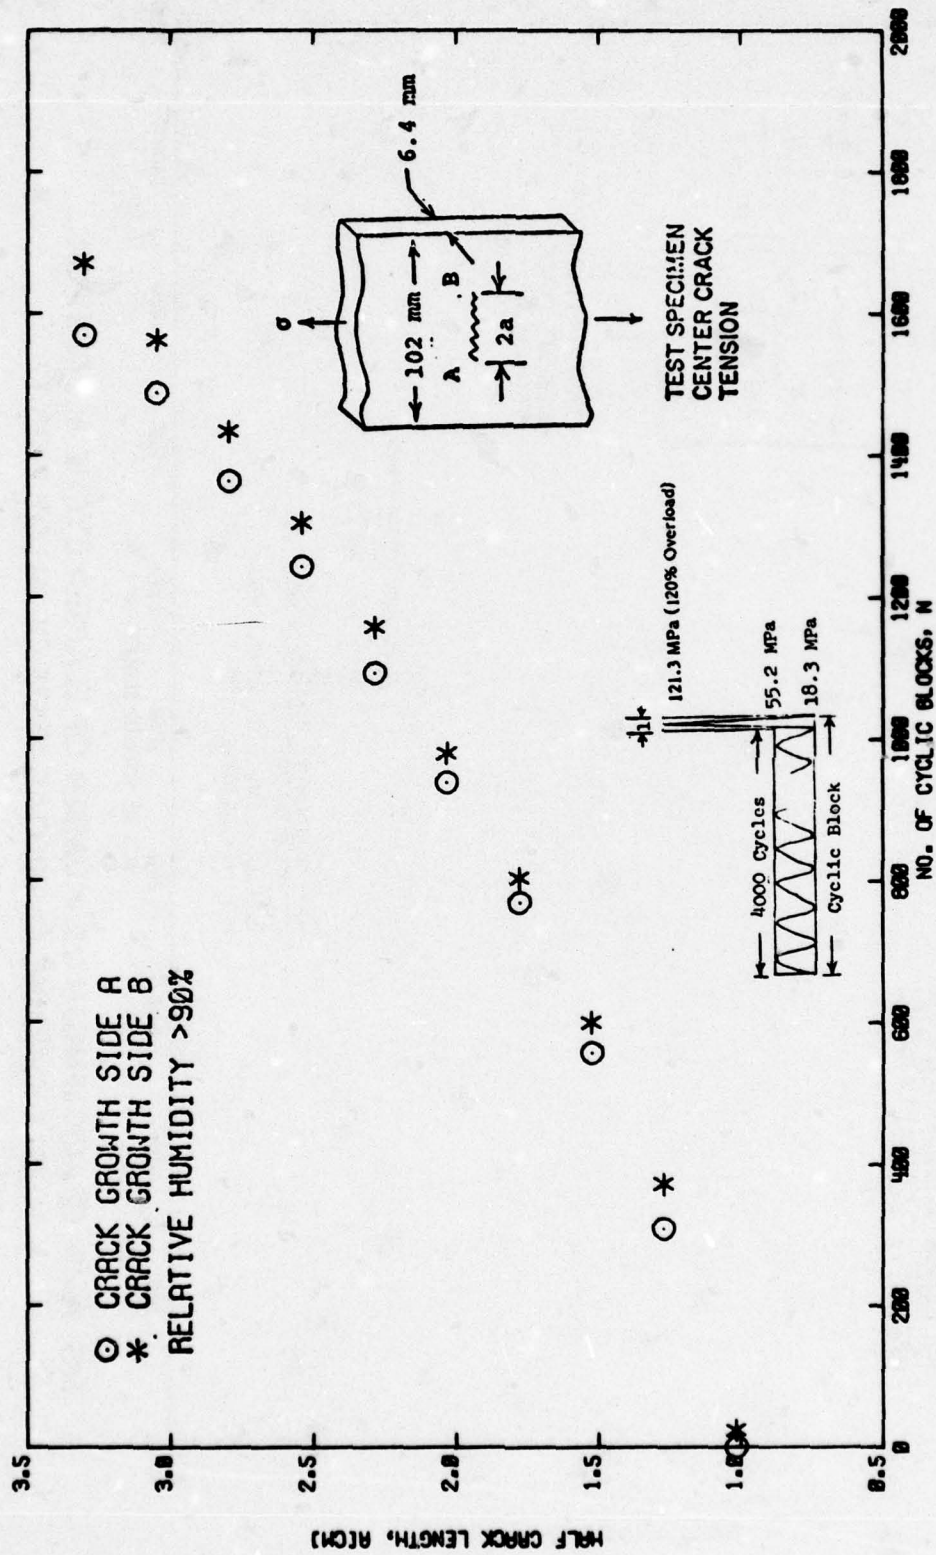 ⊙ CRACK GROWTH SIDE A
* CRACK GROWTH SIDE B
RELATIVE HUMIDITY >90%
HALF CRACK LENGTH, A[CM]
3.5
3.0
2.5
2.0
1.5
1.0
0.5
σ
102 mm
6.4 mm
A
B
2a
TEST SPECIMEN
CENTER CRACK
TENSION
1
121.3 MPa (120% Overload)
4000 Cycles
55.2 MPa
18.3 MPa
Cyclic Block
0
200
400
600
800
1000
1200
1400
1600
1800
2000
NO. OF CYCLIC BLOCKS, N